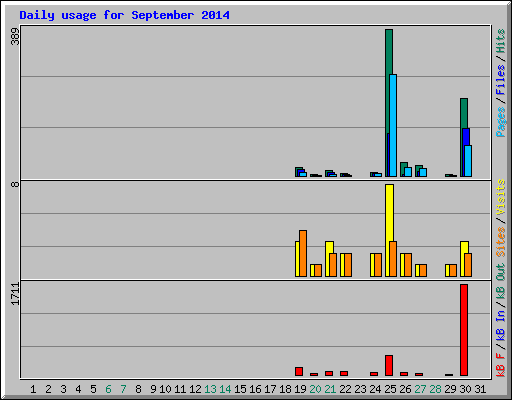 Daily usage for September 2014
389
8
1711
Pages / Files / Hits
Sites / Visits
kB F / kB In / kB Out
1 2 3 4 5 6 7 8 9 10 11 12 13 14 15 16 17 18 19 20 21 22 23 24 25 26 27 28 29 30 31